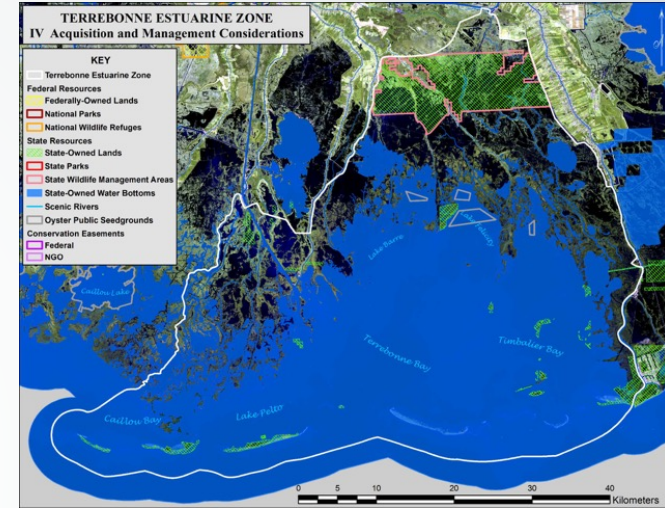 TERREBONNE ESTUARINE ZONE
IV Acquisition and Management Considerations
KEY
Terrebonne Estuarine Zone
Federal Resources
Federally-Owned Lands
National Parks
National Wildlife Refuges
State Resources
State-Owned Lands
State Parks
State Wildlife Management Areas
State-Owned Water Bottoms
Scenic Rivers
Oyster Public Seedgrounds
Conservation Easements
Federal
NGO
Lake Felicity
Lake Barre
Caillou Lake
Terrebonne Bay
Timbalier Bay
Lake Pelto
Caillou Bay
0 10 20 30 40
Kilometers